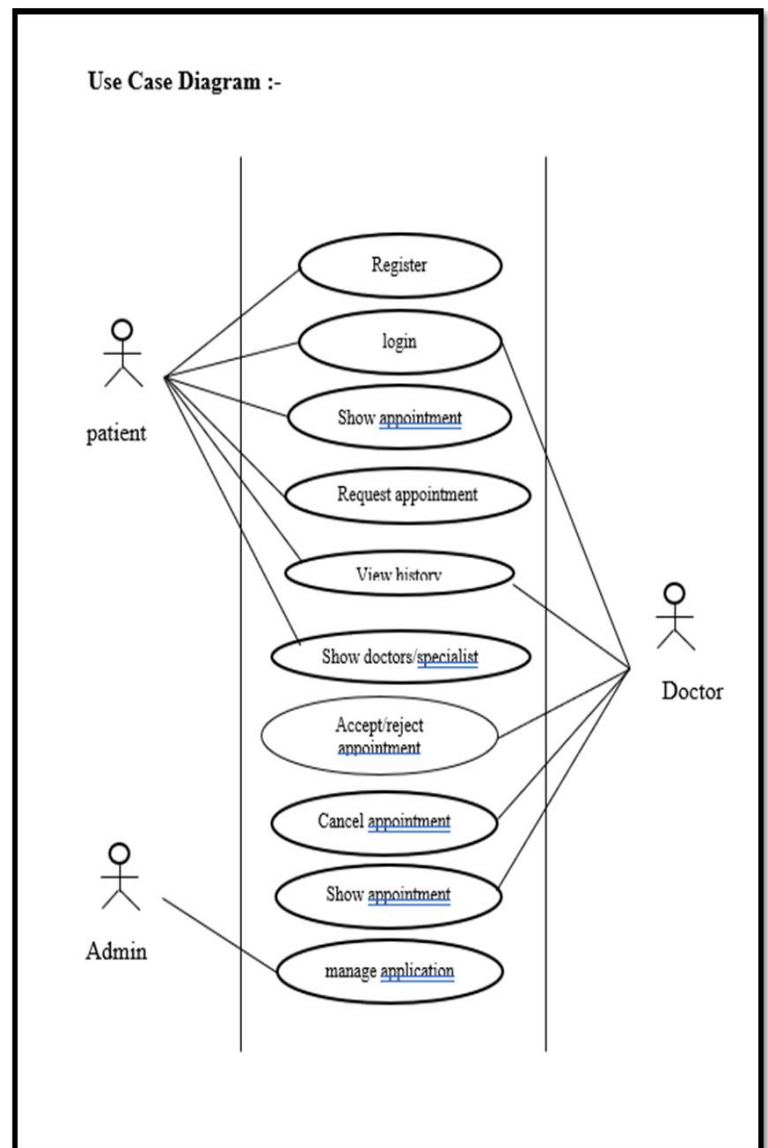 Use Case Diagram :-
Register
login
Show appointment
patient
Request appointment
View history
Show doctors/specialist
Doctor
Accept/reject
appointment
Cancel appointment
Show appointment
Admin
manage application